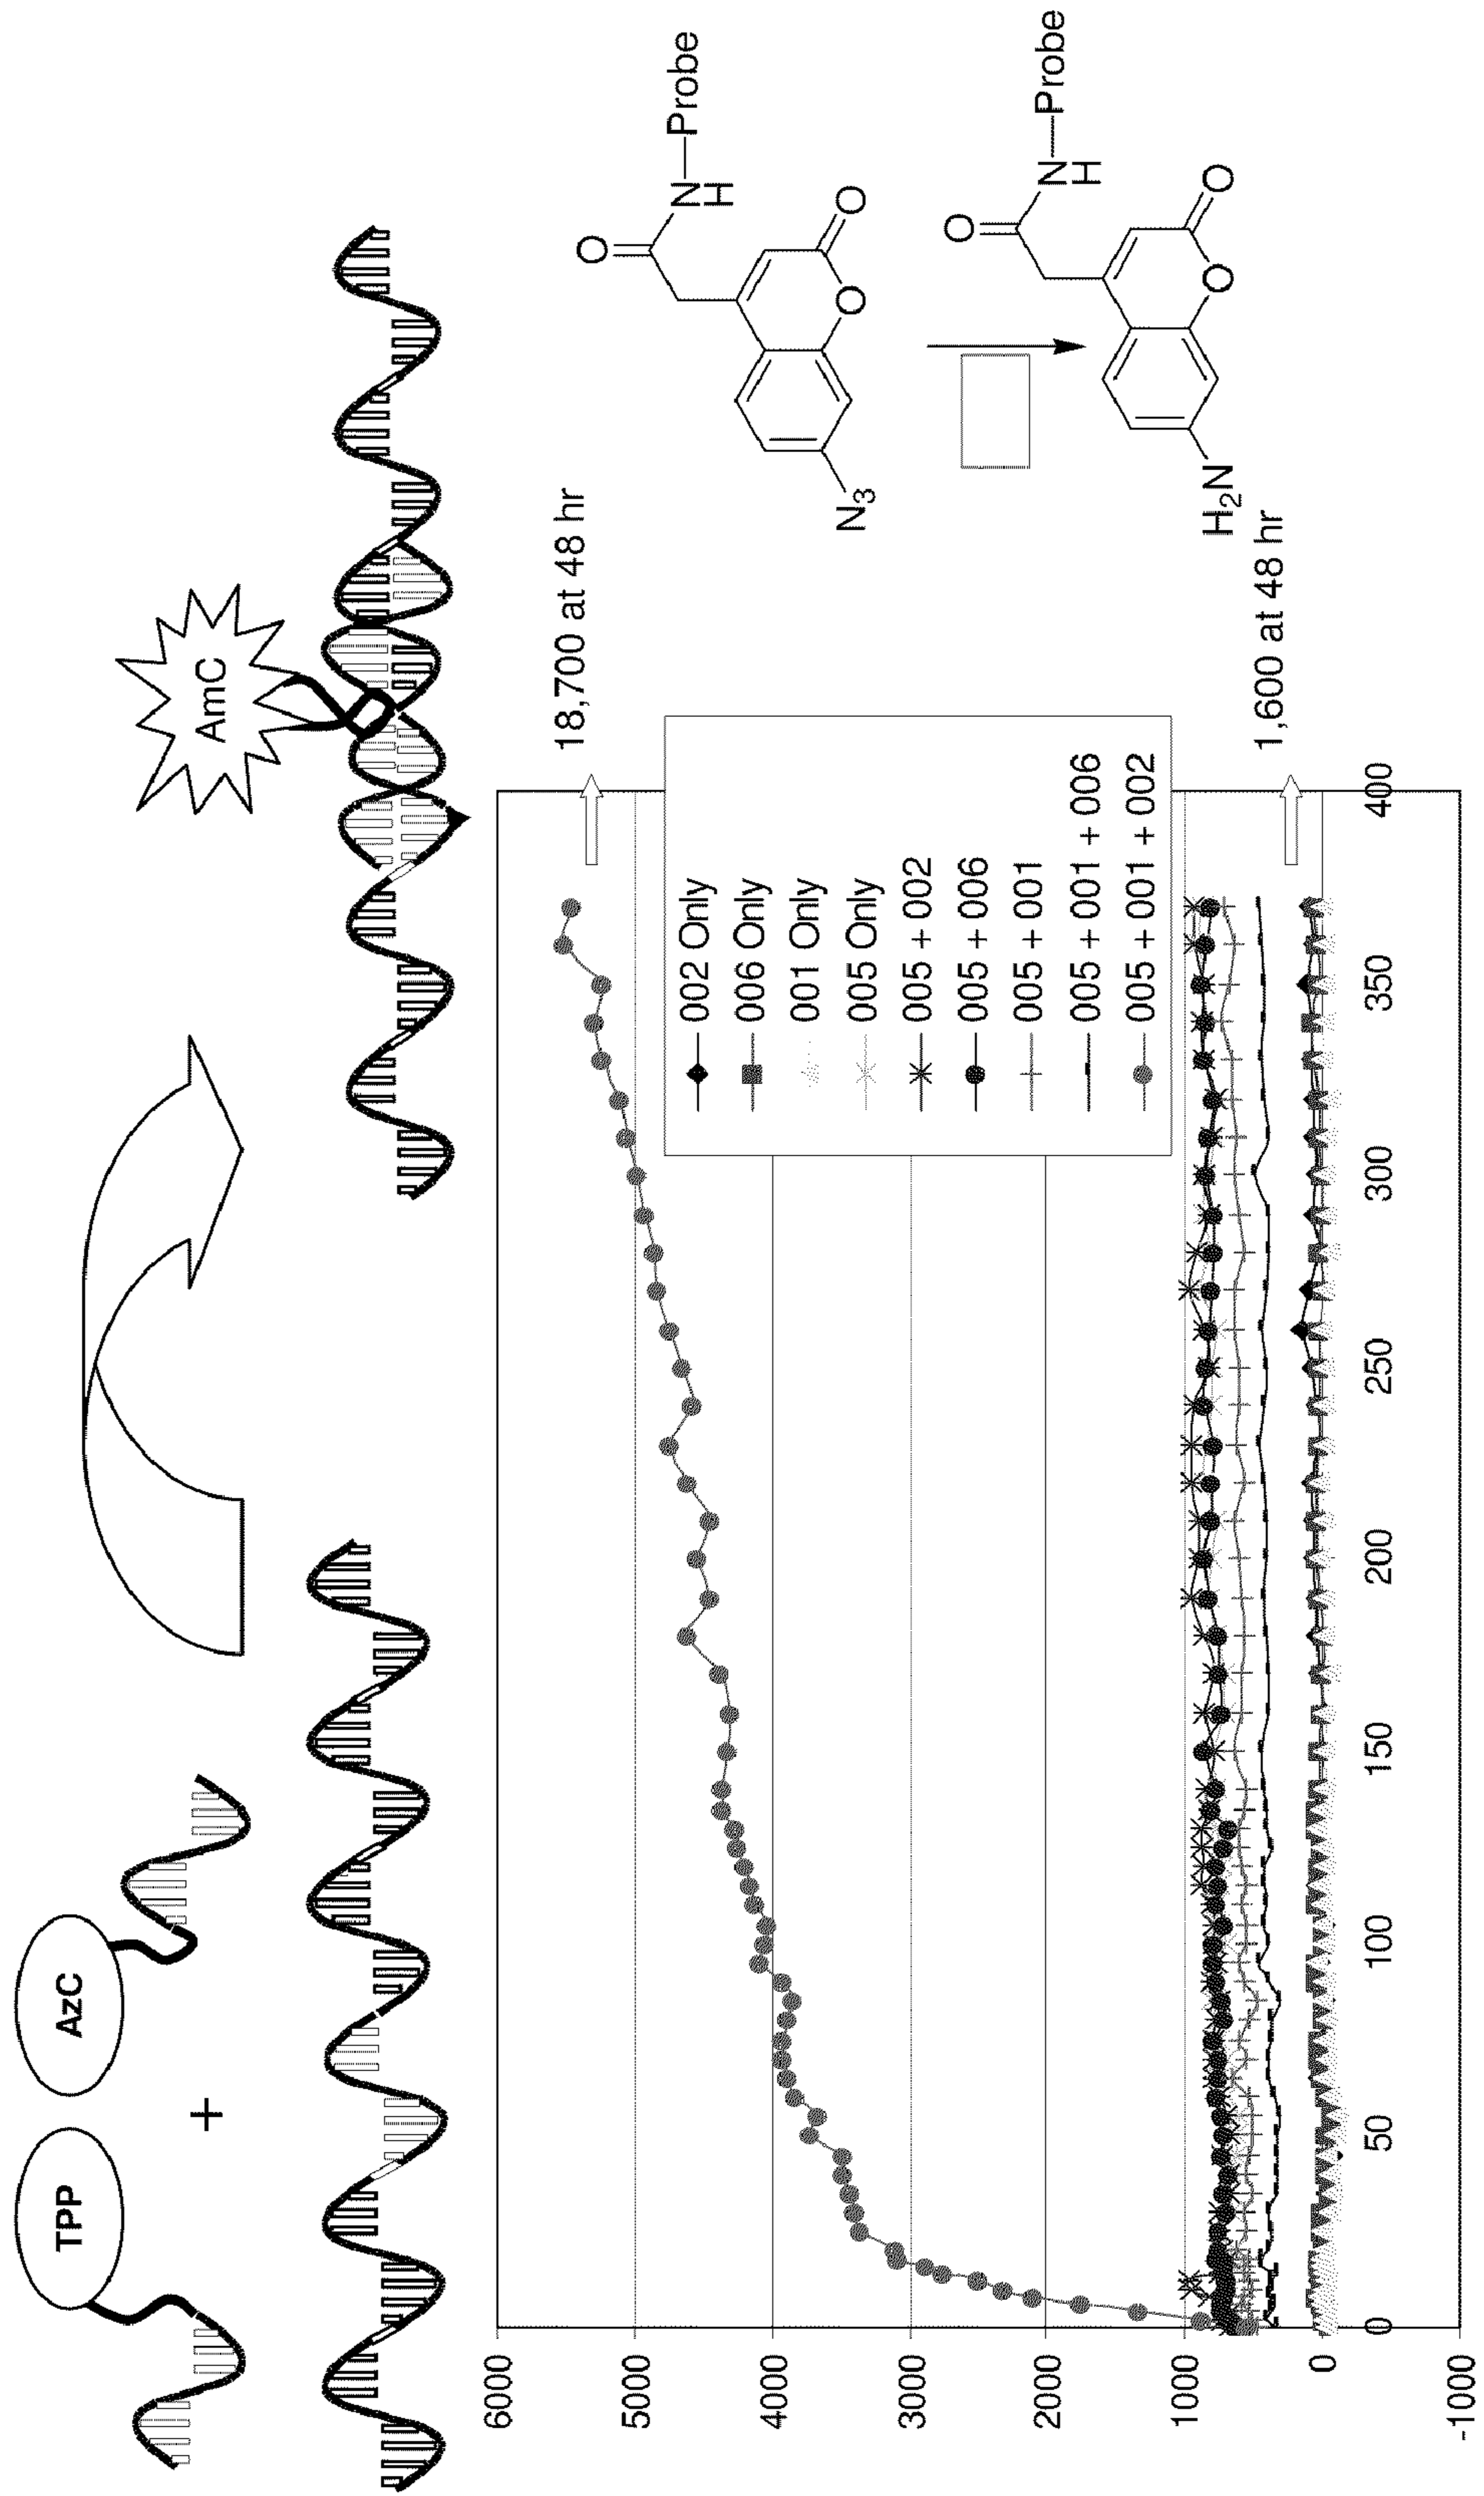 TPP
+
AzC
AmC
18,700 at 48 hr
1,600 at 48 hr
6000
5000
4000
3000
2000
1000
0
-1000
0
50
100
150
200
250
300
350
400
002 Only
006 Only
001 Only
005 Only
005 + 002
005 + 006
005 + 001
005 + 001 + 006
005 + 001 + 002
O
N—Probe
H
N3
O
O
O
N—Probe
H
H2N
O
O